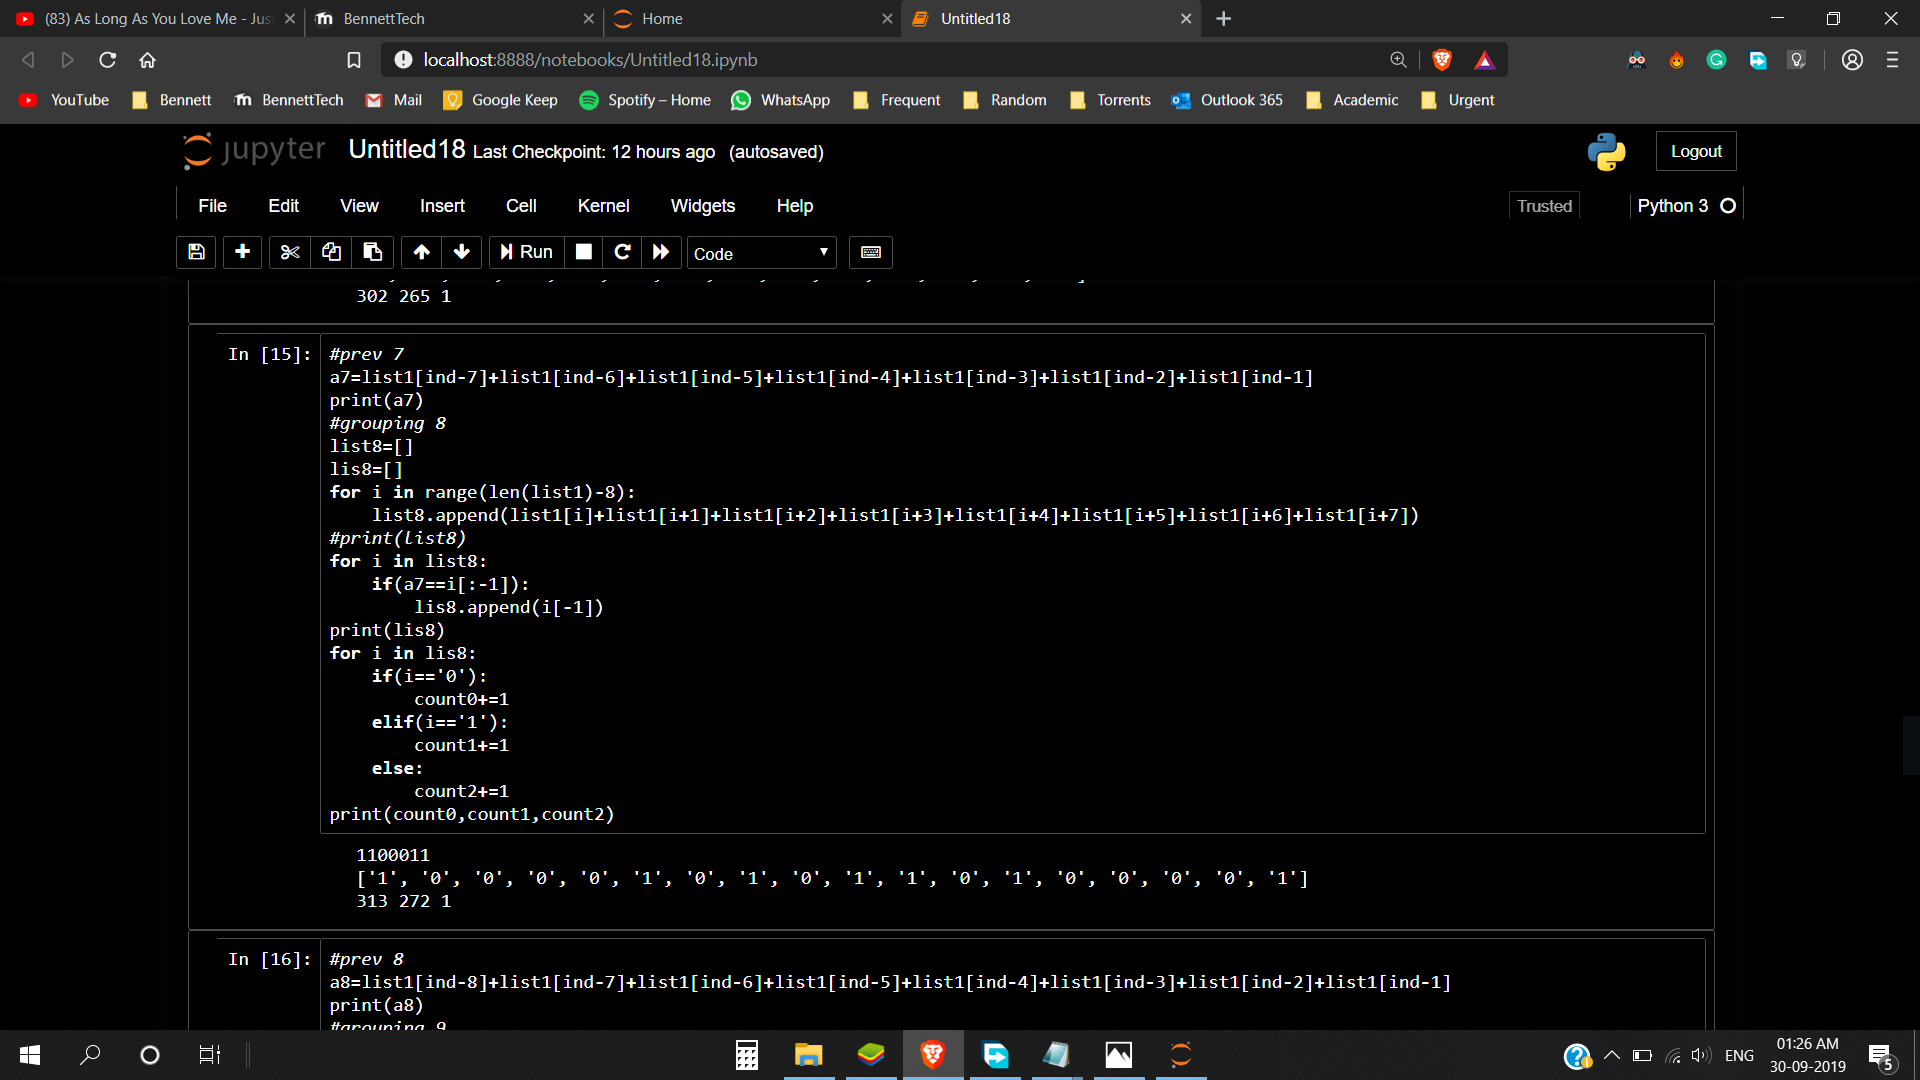 (83) As Long As You Love Me - Jus
BennettTech
Home
Untitled18
localhost:8888/notebooks/Untitled18.ipynb
YouTube Bennett BennettTech Mail Google Keep Spotify – Home WhatsApp Frequent Random Torrents Outlook 365 Academic Urgent
jupyter Untitled18 Last Checkpoint: 12 hours ago (autosaved) Logout
File Edit View Insert Cell Kernel Widgets Help Trusted Python 3
Run Code
302 265 1
In [15]: #prev 7
a7=list1[ind-7]+list1[ind-6]+list1[ind-5]+list1[ind-4]+list1[ind-3]+list1[ind-2]+list1[ind-1]
print(a7)
#grouping 8
list8=[]
lis8=[]
for i in range(len(list1)-8):
    list8.append(list1[i]+list1[i+1]+list1[i+2]+list1[i+3]+list1[i+4]+list1[i+5]+list1[i+6]+list1[i+7])
#print(list8)
for i in list8:
    if(a7==i[:-1]):
        lis8.append(i[-1])
print(lis8)
for i in lis8:
    if(i=='0'):
        count0+=1
    elif(i=='1'):
        count1+=1
    else:
        count2+=1
print(count0,count1,count2)
1100011
['1', '0', '0', '0', '0', '1', '0', '1', '0', '1', '1', '0', '1', '0', '0', '0', '0', '1']
313 272 1
In [16]: #prev 8
a8=list1[ind-8]+list1[ind-7]+list1[ind-6]+list1[ind-5]+list1[ind-4]+list1[ind-3]+list1[ind-2]+list1[ind-1]
print(a8)
#grouping 9
ENG
01:26 AM
30-09-2019
5